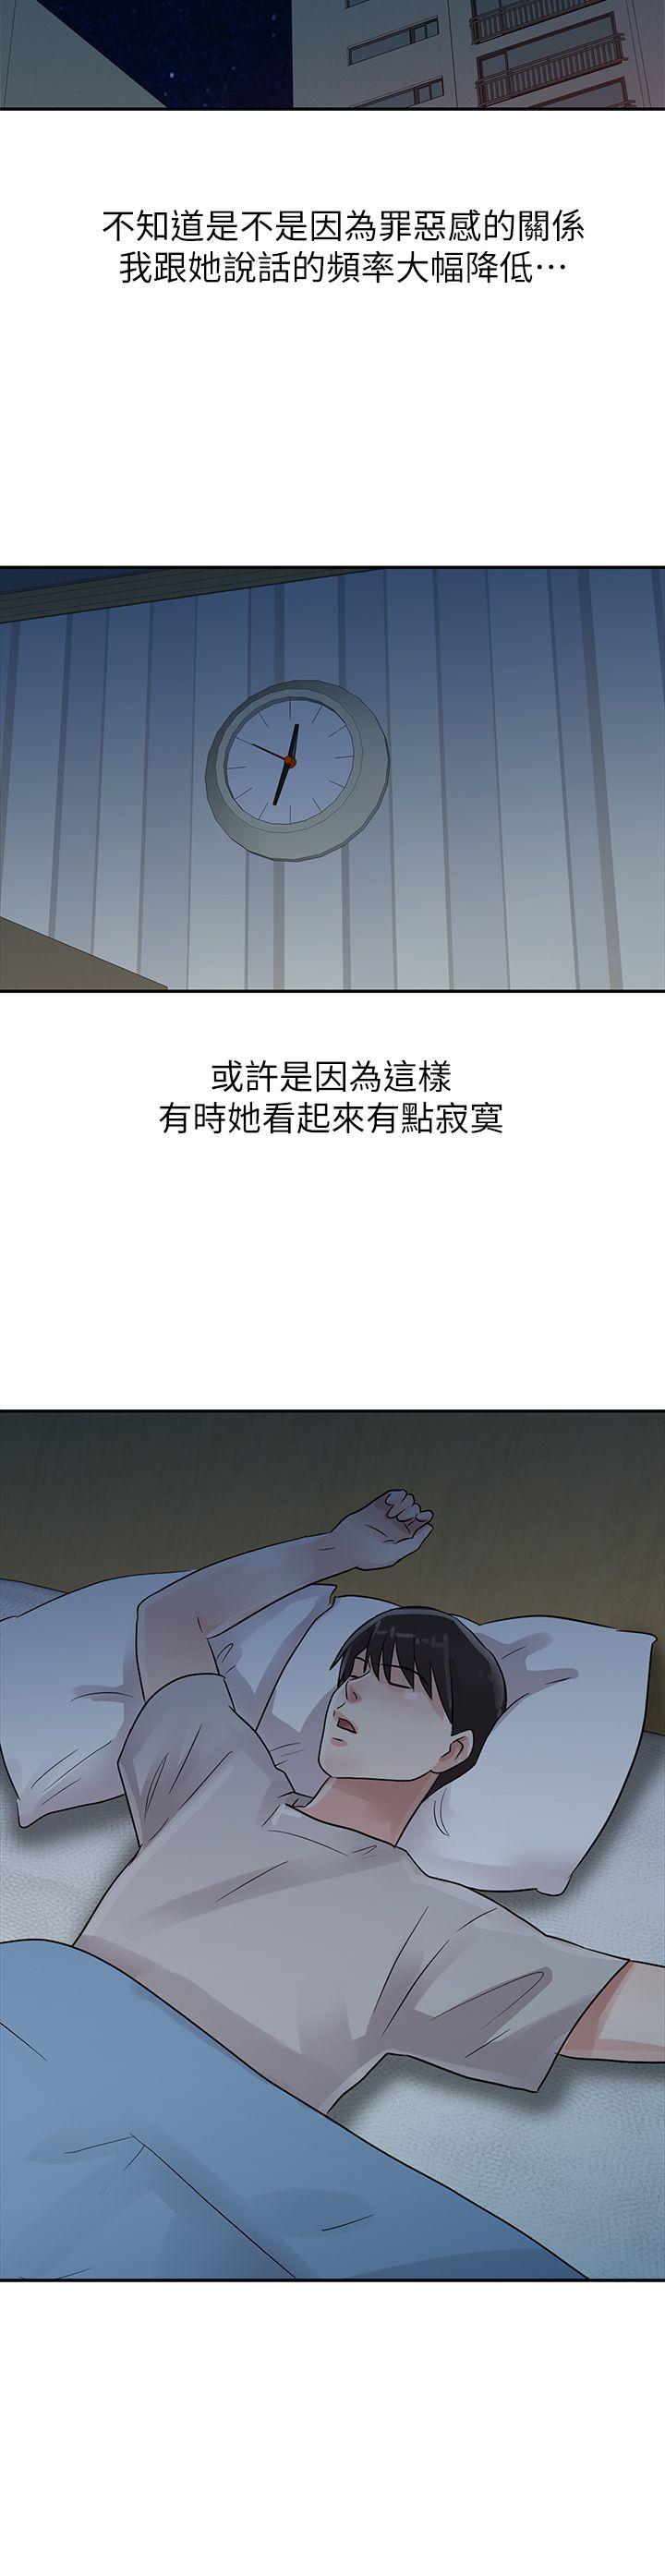 不知道是不是因為罪惡感的關係
我跟她說話的頻率大幅降低…
或許是因為這樣
有時她看起來有點寂寞